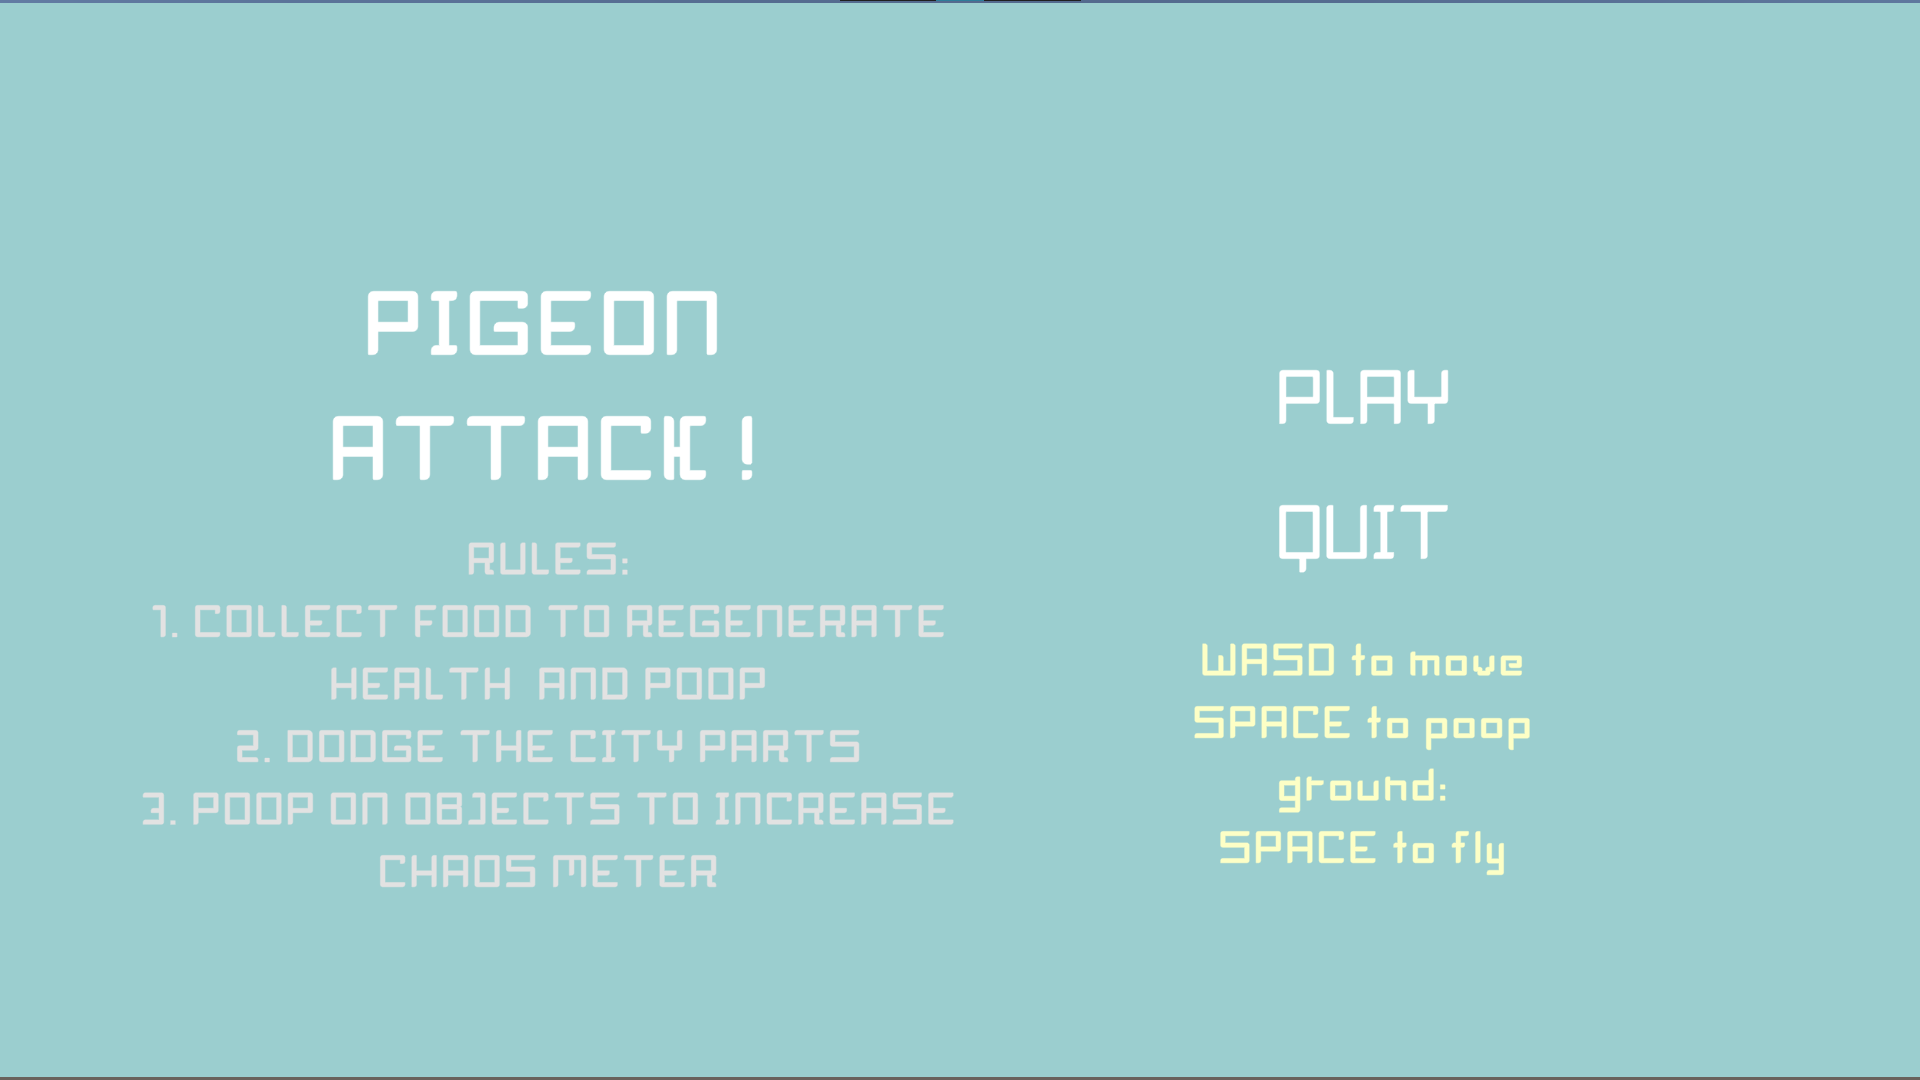 PIGEON
ATTACK !
RULES:
1. COLLECT FOOD TO REGENERATE
HEALTH AND POOP
2. DODGE THE CITY PARTS
3. POOP ON OBJECTS TO INCREASE
CHAOS METER
PLAY
QUIT
WASD to move
SPACE to poop
ground:
SPACE to fly